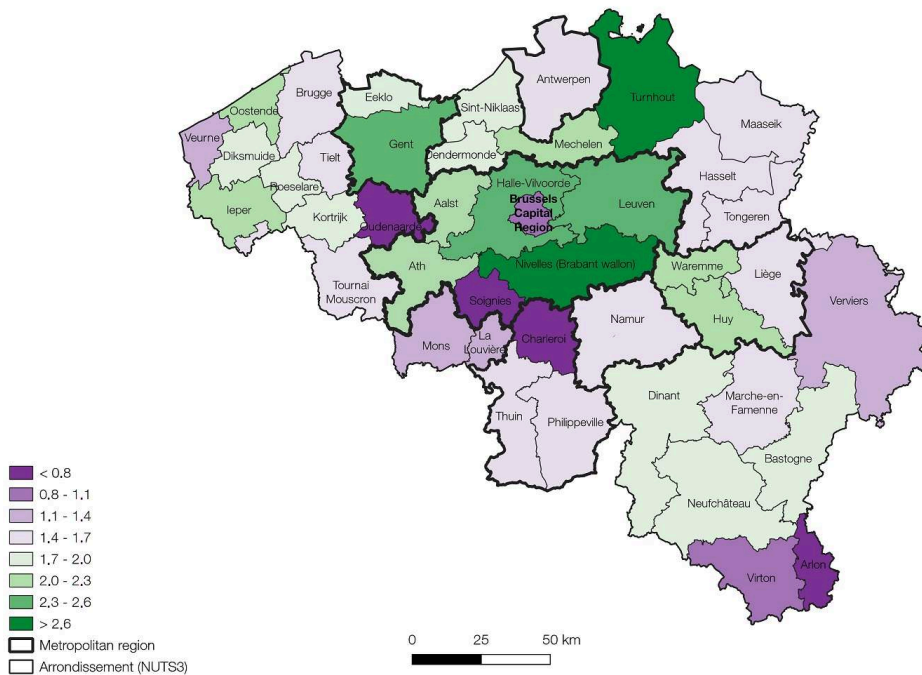 Antwerpen
Turnhout
Brugge
Eeklo
Sint-Niklaas
Oostende
Maaseik
Veurne
Gent
Mechelen
Diksmuide
Tielt
Dendermonde
Hasselt
Roeselare
Halle-Vilvoorde
Aalst
Brussels
Capital
Region
Leuven
Ieper
Kortrijk
Oudenaarde
Tongeren
Ath
Nivelles (Brabant wallon)
Waremme
Liège
Tournai
Mouscron
Soignies
Verviers
Huy
Namur
Mons
La
Louvière
Charleroi
Dinant
Marche-en-
Famenne
Thuin
Philippeville
Bastogne
Neufchâteau
Virton
Arlon
< 0.8
0.8 - 1.1
1.1 - 1.4
1.4 - 1.7
1.7 - 2.0
2.0 - 2.3
2.3 - 2.6
> 2.6
Metropolitan region
Arrondissement (NUTS3)
0 25 50 km